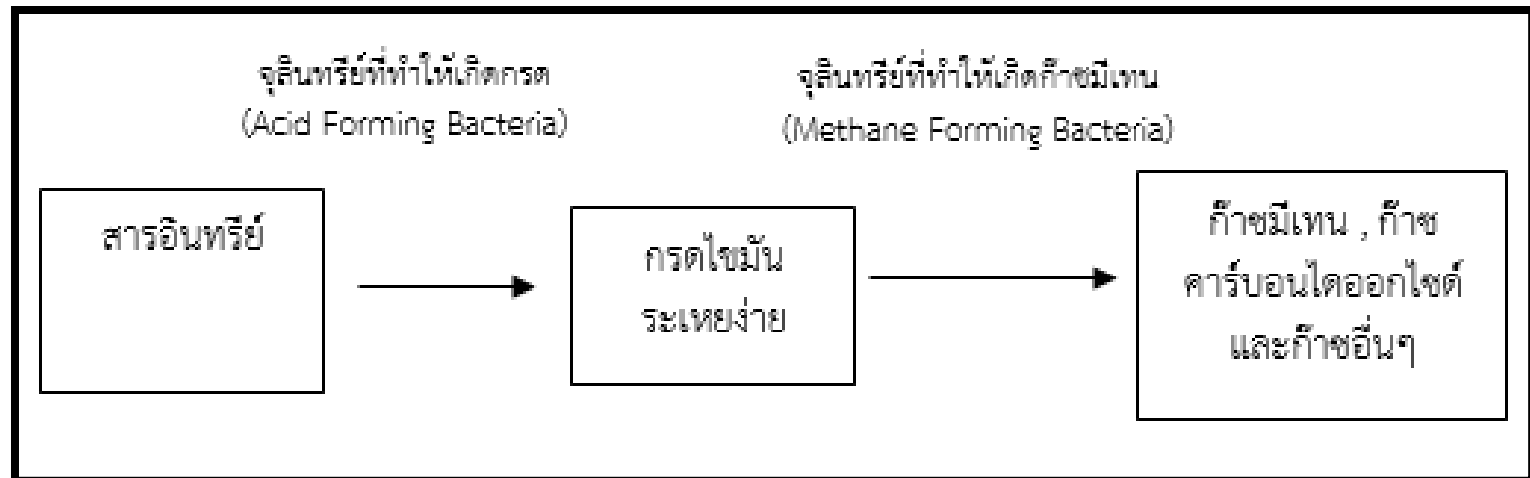 จุลินทรีย์ที่ทำให้เกิดกรด
(Acid Forming Bacteria)
จุลินทรีย์ที่ทำให้เกิดก๊าซมีเทน
(Methane Forming Bacteria)
สารอินทรีย์
กรดไขมัน
ระเหยง่าย
ก๊าซมีเทน , ก๊าซ
คาร์บอนไดออกไซด์
และก๊าซอื่นๆ